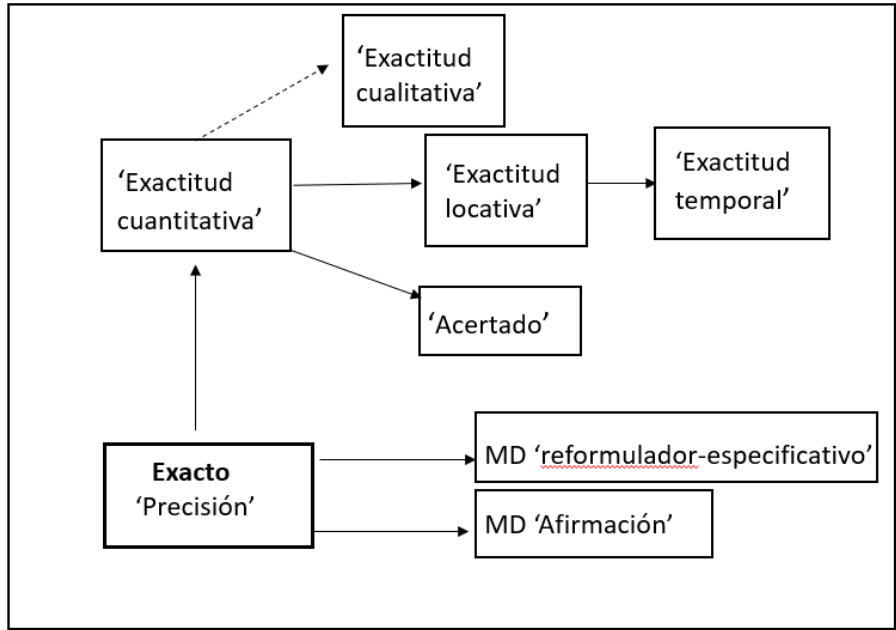 ‘Exactitud
cualitativa’
‘Exactitud
cuantitativa’
‘Exactitud
locativa’
‘Exactitud
temporal’
‘Acertado’
Exacto
‘Precisión’
MD ‘reformulador-especificativo’
MD ‘Afirmación’